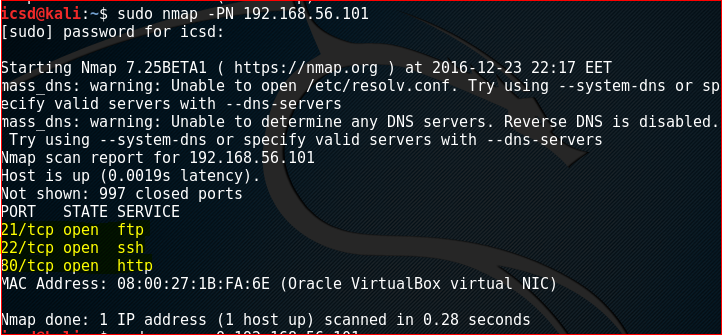 icsd@kali:~$ sudo nmap -PN 192.168.56.101
[sudo] password for icsd:
Starting Nmap 7.25BETA1 ( https://nmap.org ) at 2016-12-23 22:17 EET
mass_dns: warning: Unable to open /etc/resolv.conf. Try using --system-dns or sp
ecify valid servers with --dns-servers
mass_dns: warning: Unable to determine any DNS servers. Reverse DNS is disabled.
 Try using --system-dns or specify valid servers with --dns-servers
Nmap scan report for 192.168.56.101
Host is up (0.0019s latency).
Not shown: 997 closed ports
PORT   STATE SERVICE
21/tcp open  ftp
22/tcp open  ssh
80/tcp open  http
MAC Address: 08:00:27:1B:FA:6E (Oracle VirtualBox virtual NIC)
Nmap done: 1 IP address (1 host up) scanned in 0.28 seconds